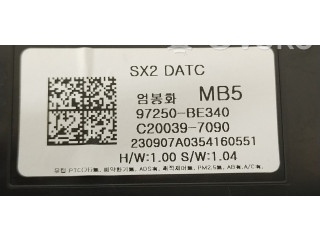 SX2 DATC
엄봉화 MB5
97250-BE340
C20039-7090
230907A0354160551
H/W:1.00 S/W:1.04